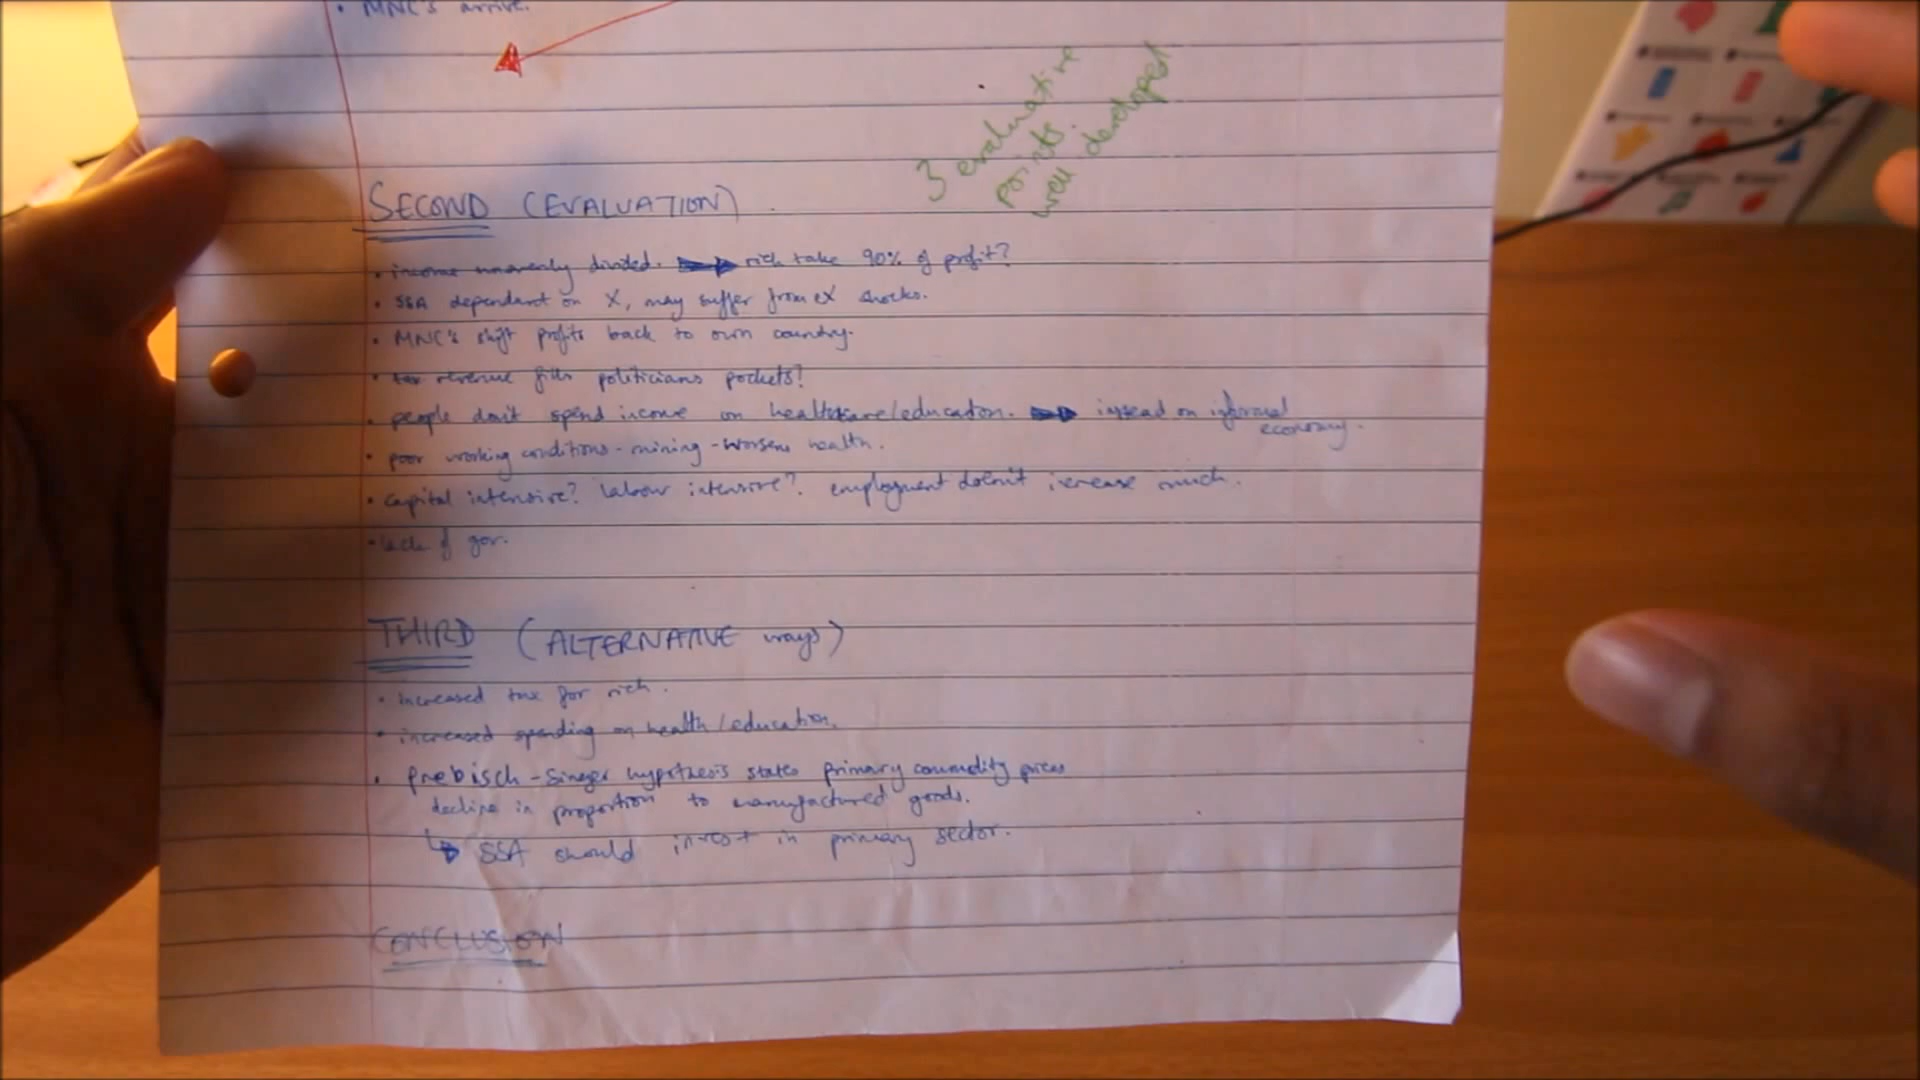 • MNC's arrive.
3 evaluative
points.
well developed
SECOND (EVALUATION)
• income unevenly divided. → rich take 90% of profit?
• SSA dependant on X, may suffer from ex shocks.
• MNC's shift profits back to own country.
• tax revenue fills politicians pockets?
• people don't spend income on healthcare/education. → instead on informal
economy.
• poor working conditions - mining - worsens health.
• capital intensive? labour intensive? employment doesn't increase much.
• lack of gov.
THIRD (ALTERNATIVE ways)
• increased tax for rich.
• increased spending on health/education.
• Prebisch-Singer hypothesis states primary commodity prices
decline in proportion to manufactured goods.
↳ SSA should invest in primary sector.
CONCLUSION